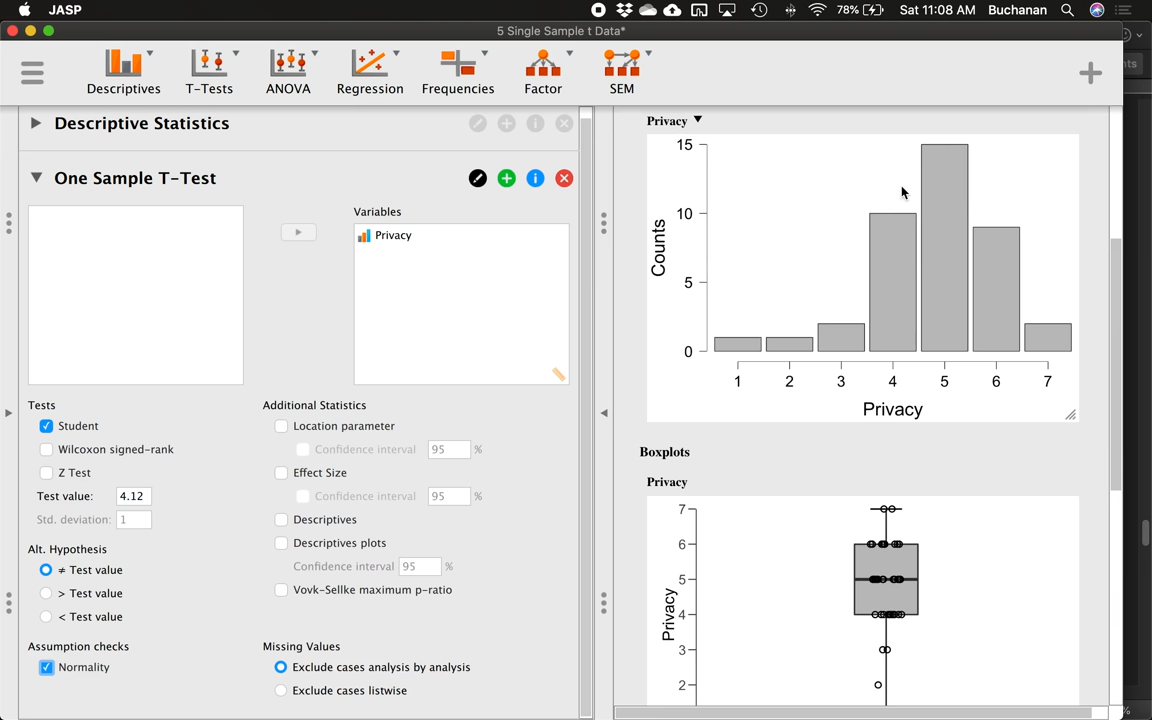 JASP
78%
Sat 11:08 AM
Buchanan
5 Single Sample t Data*
Descriptives
T-Tests
ANOVA
Regression
Frequencies
Factor
SEM
nts
Descriptive Statistics
One Sample T-Test
Variables
Privacy
Tests
Student
Wilcoxon signed-rank
Z Test
Test value: 4.12
Std. deviation: 1
Alt. Hypothesis
≠ Test value
> Test value
< Test value
Assumption checks
Normality
Additional Statistics
Location parameter
Confidence interval 95 %
Effect Size
Confidence interval 95 %
Descriptives
Descriptives plots
Confidence interval 95 %
Vovk-Sellke maximum p-ratio
Missing Values
Exclude cases analysis by analysis
Exclude cases listwise
Privacy
15
10
5
0
Counts
1 2 3 4 5 6 7
Privacy
Boxplots
Privacy
7
6
5
4
3
2
Privacy
%